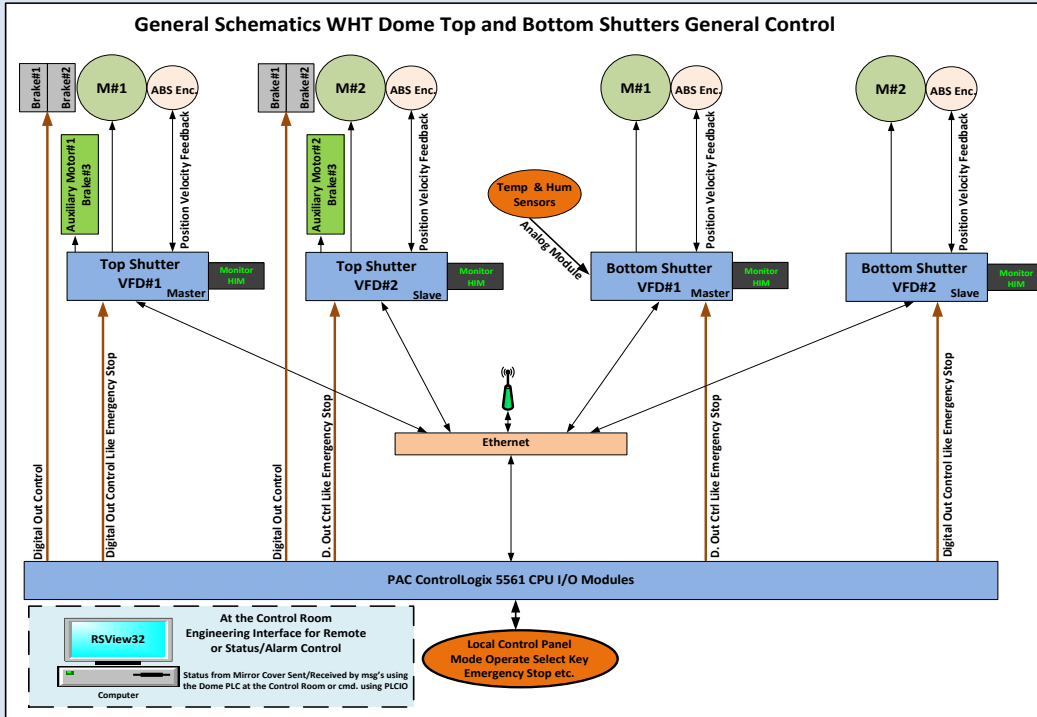 General Schematics WHT Dome Top and Bottom Shutters General Control
Brake#1
Brake#2
M#1
ABS Enc.
Brake#1
Brake#2
M#2
ABS Enc.
M#1
ABS Enc.
M#2
ABS Enc.
Auxiliary Motor#1
Brake#3
Position Velocity Feedback
Auxiliary Motor#2
Brake#3
Position Velocity Feedback
Temp & Hum
Sensors
Analog Module
Position Velocity Feedback
Position Velocity Feedback
Top Shutter
VFD#1
Master
Monitor
HIM
Top Shutter
VFD#2
Slave
Monitor
HIM
Bottom Shutter
VFD#1
Master
Monitor
HIM
Bottom Shutter
VFD#2
Slave
Monitor
HIM
Digital Out Control
Digital Out Control Like Emergency Stop
Digital Out Control
D. Out Ctrl Like Emergency Stop
Ethernet
D. Out Ctrl Like Emergency Stop
Digital Out Control Like Emergency Stop
PAC ControlLogix 5561 CPU I/O Modules
RSView32
Computer
At the Control Room
Engineering Interface for Remote
or Status/Alarm Control
Status from Mirror Cover Sent/Received by msg's using
the Dome PLC at the Control Room or cmd. using PLCIO
Local Control Panel
Mode Operate Select Key
Emergency Stop etc.